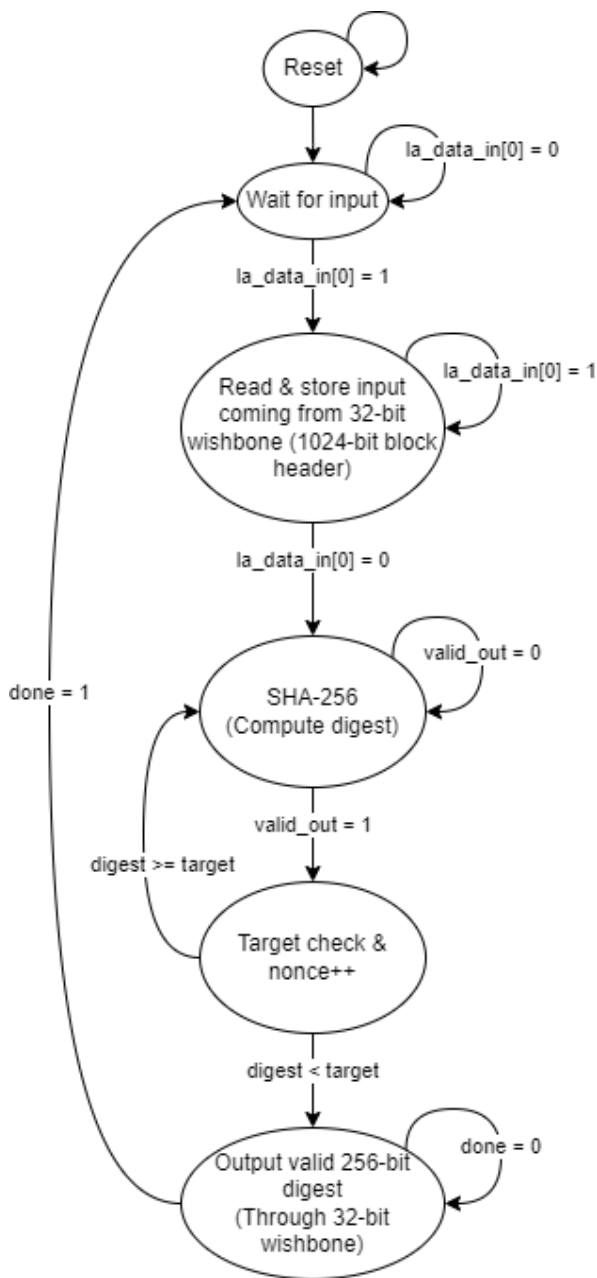 Reset
la_data_in[0] = 0
Wait for input
la_data_in[0] = 1
Read & store input
coming from 32-bit
wishbone (1024-bit block
header)
la_data_in[0] = 1
la_data_in[0] = 0
valid_out = 0
SHA-256
(Compute digest)
done = 1
valid_out = 1
digest >= target
Target check &
nonce++
digest < target
done = 0
Output valid 256-bit
digest
(Through 32-bit
wishbone)